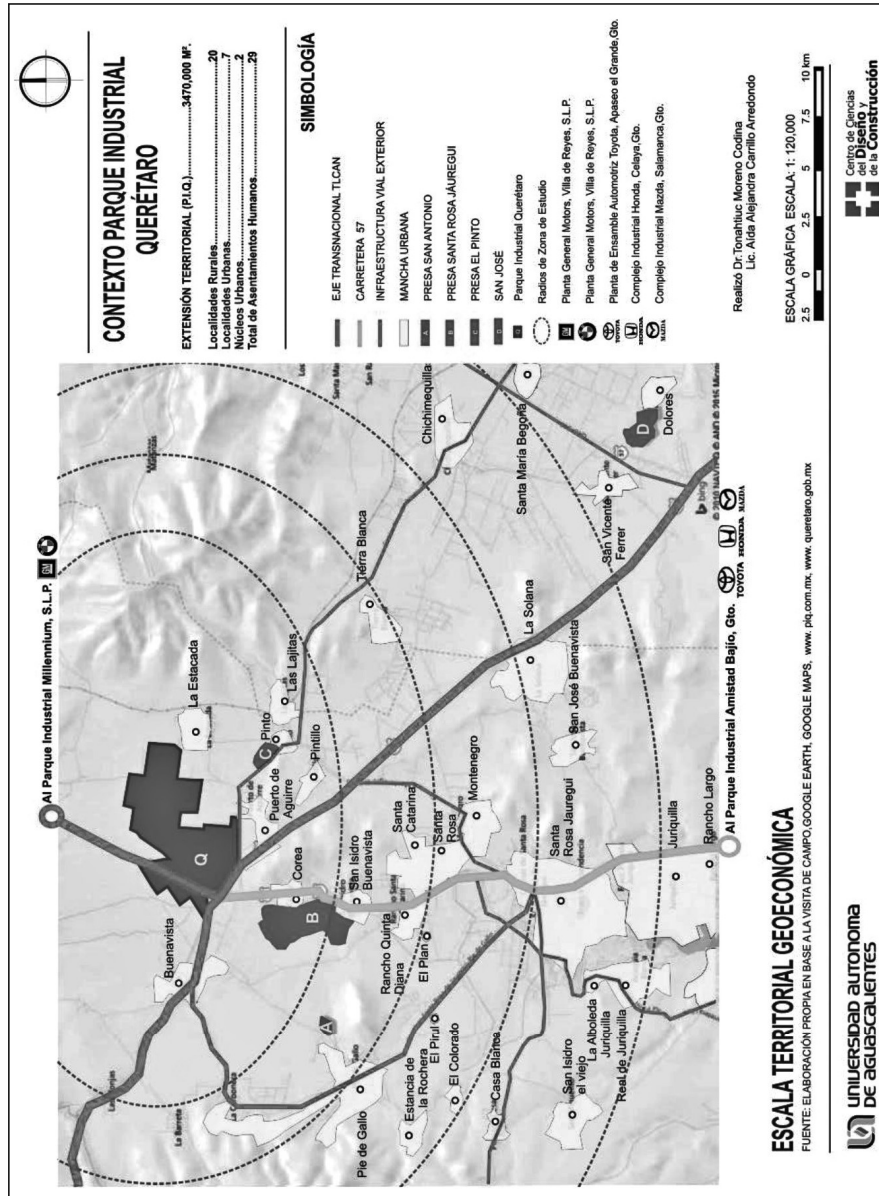 CONTEXTO PARQUE INDUSTRIAL
QUERÉTARO
EXTENSIÓN TERRITORIAL (P.I.Q.)..............3470,000 M².
Localidades Rurales..............20
Localidades Urbanas..............7
Núcleos Urbanos..............2
Total de Asentamientos Humanos..............29
SIMBOLOGÍA
EJE TRANSNACIONAL TLCAN
CARRETERA 57
INFRAESTRUCTURA VIAL EXTERIOR
MANCHA URBANA
A PRESA SAN ANTONIO
B PRESA SANTA ROSA JÁUREGUI
C PRESA EL PINTO
D SAN JOSÉ
Q Parque Industrial Querétaro
Radios de Zona de Estudio
GM Planta General Motors, Villa de Reyes, S.L.P.
Planta General Motors, Villa de Reyes, S.L.P.
TOYOTA Planta de Ensamble Automotriz Toyota, Apaseo el Grande,Gto.
HONDA Complejo Industrial Honda, Celaya,Gto.
MAZDA Complejo Industrial Mazda, Salamanca,Gto.
Realizó Dr.Tonahtiuc Moreno Codina
Lic. Aída Alejandra Carrillo Arredondo
ESCALA GRÁFICA ESCALA: 1: 120,000
2.5 0 2.5 5 7.5 10 km
Centro de Ciencias
del Diseño y
de la Construcción
Al Parque Industrial Millennium, S.L.P. GM
La Estacada
Q
Buenavista
Las Lajitas
Pinto
C
Puerto de
Aguirre
Pintillo
Corea
B
San Isidro
Buenavista
Tierra Blanca
Chichimequilla
A
Pie de Gallo
Rancho Quinta
Diana
Santa
Catarina
El Plan
Santa
Rosa
Estancia de
la Rochera
El Pirul
El Colorado
Montenegro
Casa Blanca
Santa María Begoña
La Solana
Santa
Rosa Jauregui
San José Buenavista
San Isidro
el viejo
La Alboleda
Juriquilla
Real de Juriquilla
San Vicente
Ferrer
D
Dolores
Juriquilla
Rancho Largo
La Barreta
bing
Al Parque Industrial Amistad Bajío, Gto. TOYOTA HONDA MAZDA
ESCALA TERRITORIAL GEOECONÓMICA
FUENTE: ELABORACIÓN PROPIA EN BASE A LA VISITA DE CAMPO,GOOGLE EARTH, GOOGLE MAPS, www. piq.com.mx, www. queretaro.gob.mx
UNIVERSIDAD AUTONOMA
DE AGUASCALIENTES